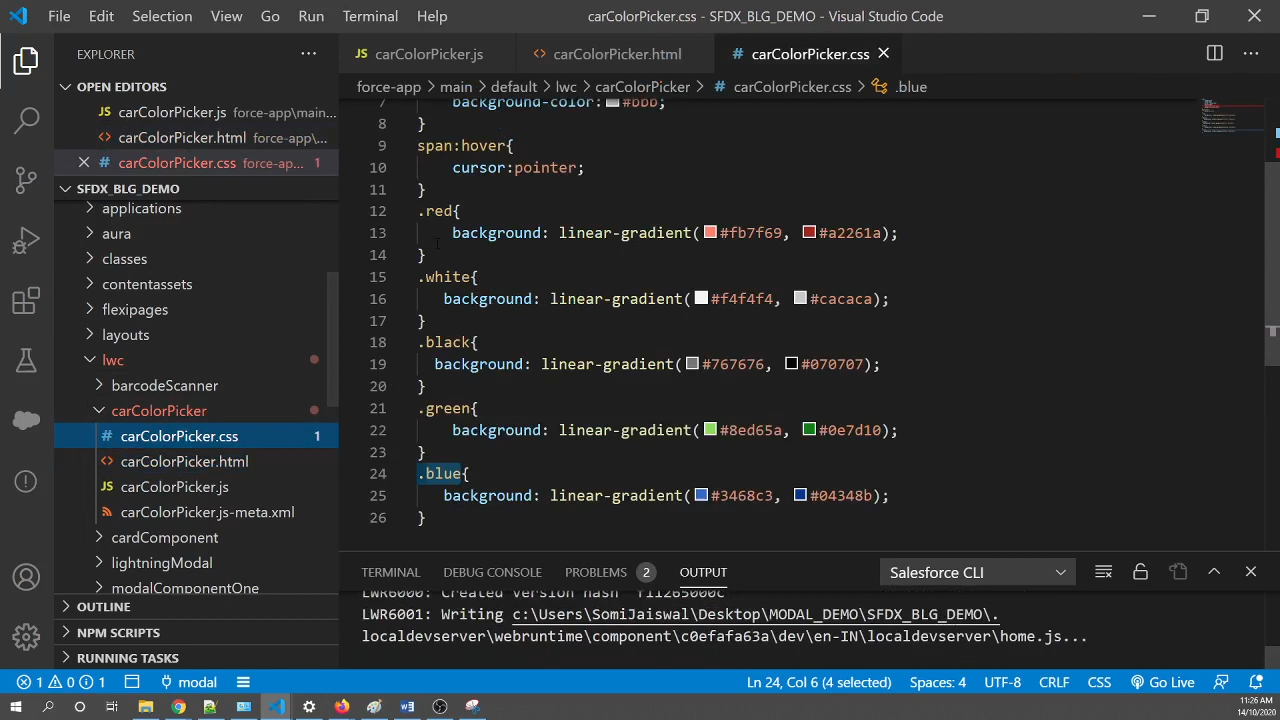 File Edit Selection View Go Run Terminal Help carColorPicker.css - SFDX_BLG_DEMO - Visual Studio Code
EXPLORER
OPEN EDITORS
carColorPicker.js force-app\main...
carColorPicker.html force-app\...
carColorPicker.css force-ap... 1
SFDX_BLG_DEMO
applications
aura
classes
contentassets
flexipages
layouts
lwc
barcodeScanner
carColorPicker
carColorPicker.css 1
carColorPicker.html
carColorPicker.js
carColorPicker.js-meta.xml
cardComponent
lightningModal
modalComponentOne
OUTLINE
NPM SCRIPTS
RUNNING TASKS
carColorPicker.js carColorPicker.html carColorPicker.css
force-app > main > default > lwc > carColorPicker > # carColorPicker.css > .blue
7 background-color: #bbb;
8 }
9 span:hover{
10 cursor:pointer;
11 }
12 .red{
13 background: linear-gradient( #fb7f69, #a2261a);
14 }
15 .white{
16 background: linear-gradient( #f4f4f4, #cacaca);
17 }
18 .black{
19 background: linear-gradient( #767676, #070707);
20 }
21 .green{
22 background: linear-gradient( #8ed65a, #0e7d10);
23 }
24 .blue{
25 background: linear-gradient( #3468c3, #04348b);
26 }
TERMINAL DEBUG CONSOLE PROBLEMS 2 OUTPUT Salesforce CLI
LWR6001: Writing c:\Users\SomiJaiswal\Desktop\MODAL_DEMO\SFDX_BLG_DEMO\.
localdevserver\webruntime\component\c0efafa63a\dev\en-IN\localdevserver\home.js...
1 0 1 modal Ln 24, Col 6 (4 selected) Spaces: 4 UTF-8 CRLF CSS Go Live
11:26 AM
14/10/2020